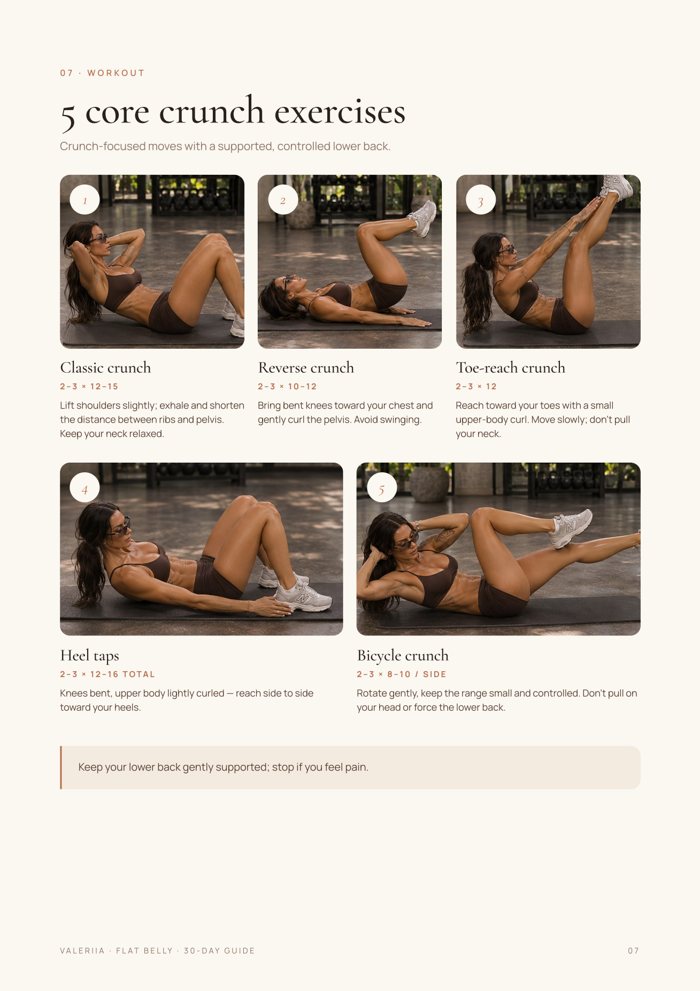 07 · WORKOUT
5 core crunch exercises
Crunch-focused moves with a supported, controlled lower back.
1
2
3
Classic crunch
2–3 × 12–15
Lift shoulders slightly; exhale and shorten
the distance between ribs and pelvis.
Keep your neck relaxed.
Reverse crunch
2–3 × 10–12
Bring bent knees toward your chest and
gently curl the pelvis. Avoid swinging.
Toe-reach crunch
2–3 × 12
Reach toward your toes with a small
upper-body curl. Move slowly; don't pull
your neck.
4
5
Heel taps
2–3 × 12–16 TOTAL
Knees bent, upper body lightly curled — reach side to side
toward your heels.
Bicycle crunch
2–3 × 8–10 / SIDE
Rotate gently, keep the range small and controlled. Don't pull on
your head or force the lower back.
Keep your lower back gently supported; stop if you feel pain.
VALERIIA · FLAT BELLY · 30-DAY GUIDE
07